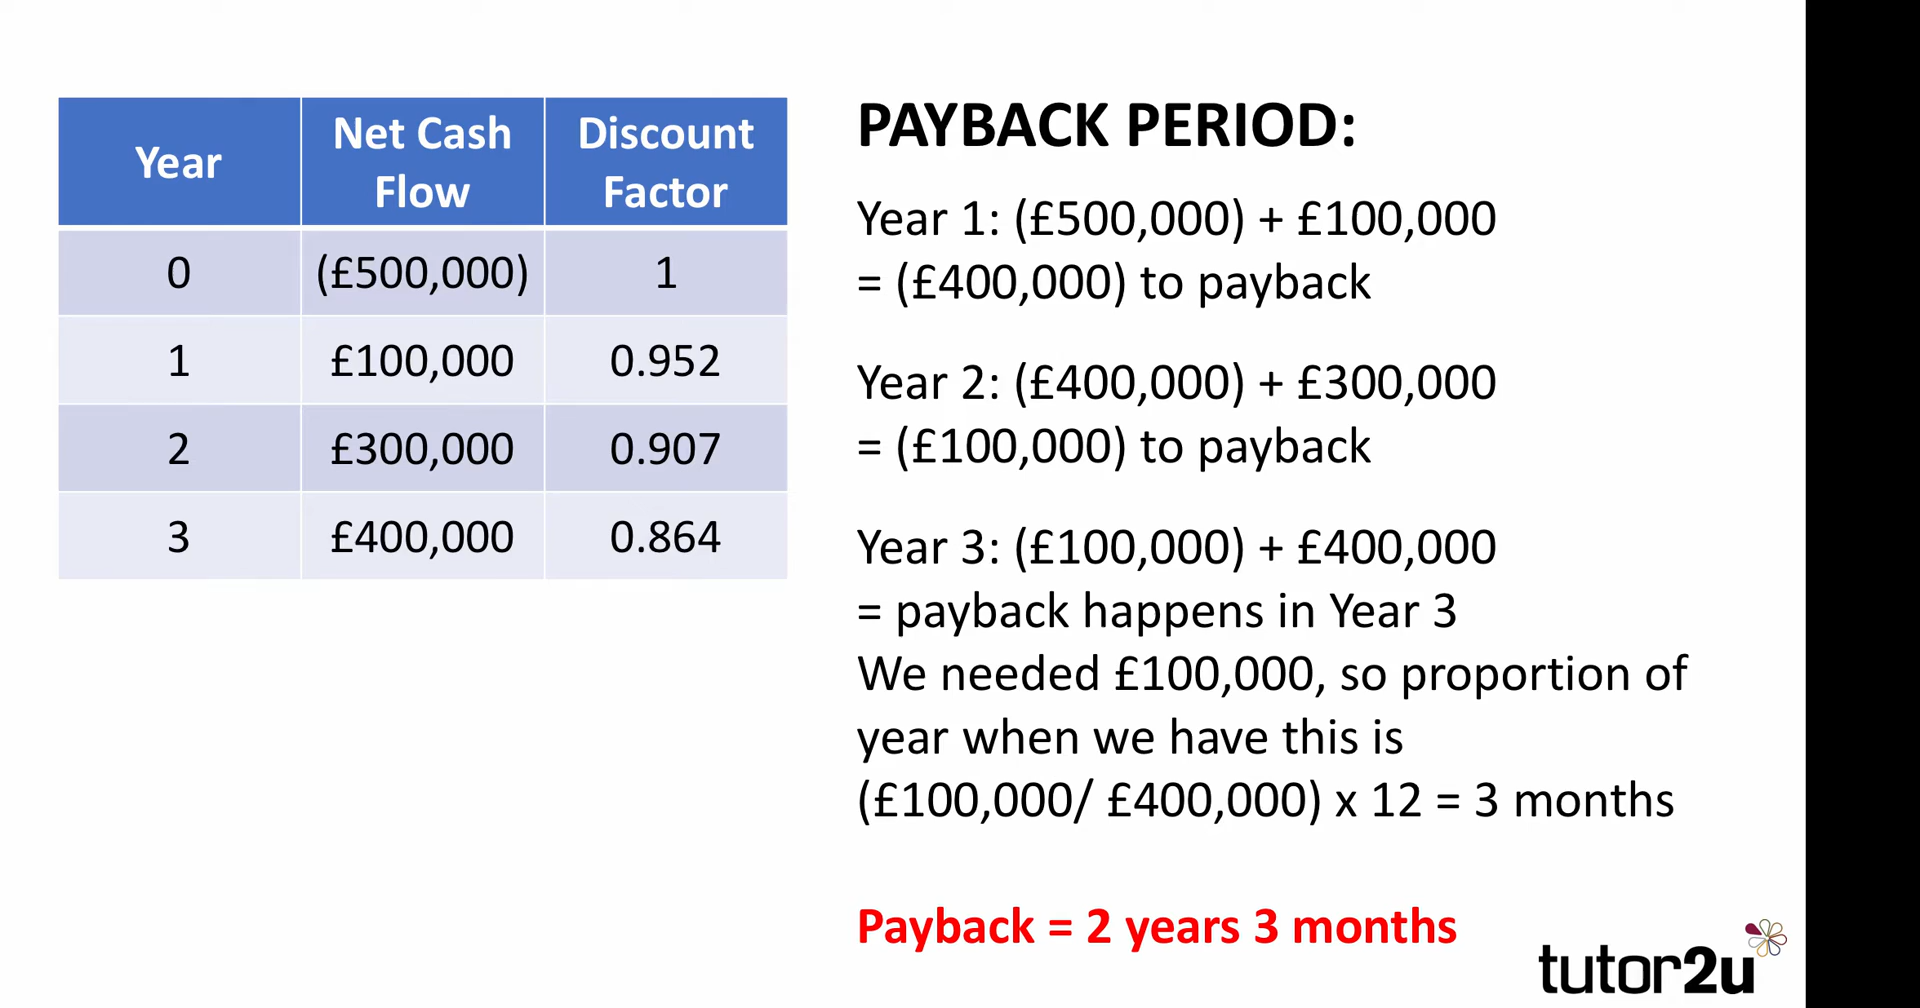 Year Net Cash Flow Discount Factor
0 (£500,000) 1
1 £100,000 0.952
2 £300,000 0.907
3 £400,000 0.864
PAYBACK PERIOD:
Year 1: (£500,000) + £100,000
= (£400,000) to payback
Year 2: (£400,000) + £300,000
= (£100,000) to payback
Year 3: (£100,000) + £400,000
= payback happens in Year 3
We needed £100,000, so proportion of
year when we have this is
(£100,000/ £400,000) x 12 = 3 months
Payback = 2 years 3 months
tutor2u